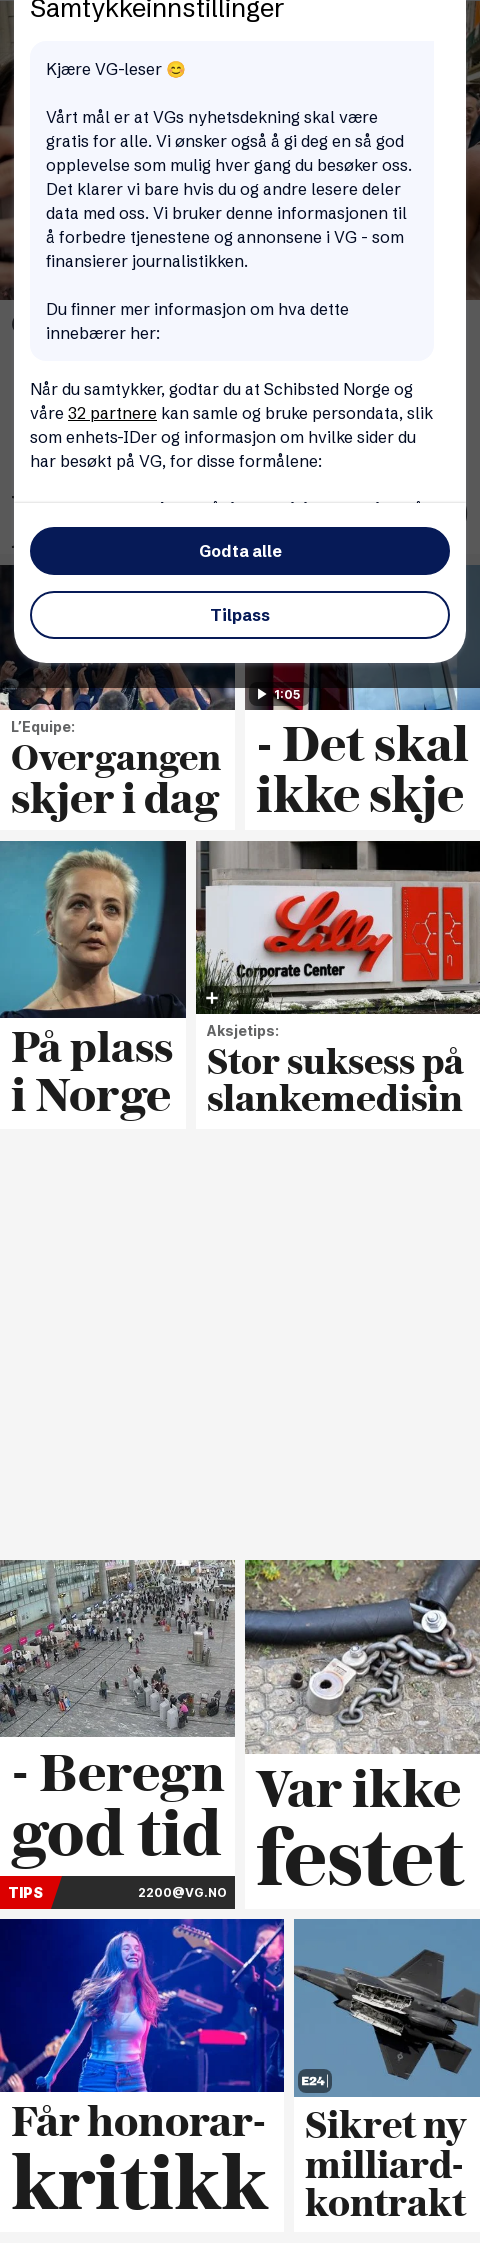 Samtykkeinnstillinger
Kjære VG-leser 😊
Vårt mål er at VGs nyhetsdekning skal være
gratis for alle. Vi ønsker også å gi deg en så god
opplevelse som mulig hver gang du besøker oss.
Det klarer vi bare hvis du og andre lesere deler
data med oss. Vi bruker denne informasjonen til
å forbedre tjenestene og annonsene i VG - som
finansierer journalistikken.
Du finner mer informasjon om hva dette
innebærer her:
Når du samtykker, godtar du at Schibsted Norge og
våre 32 partnere kan samle og bruke persondata, slik
som enhets-IDer og informasjon om hvilke sider du
har besøkt på VG, for disse formålene:
Godta alle
Tilpass
1:05
L'Equipe:
Overgangen
skjer i dag
- Det skal
ikke skje
Lilly
Corporate Center
På plass
i Norge
Aksjetips:
Stor suksess på
slankemedisin
- Beregn
god tid
TIPS
2200@VG.NO
Var ikke
festet
Får honorar-
kritikk
E24
Sikret ny
milliard-
kontrakt